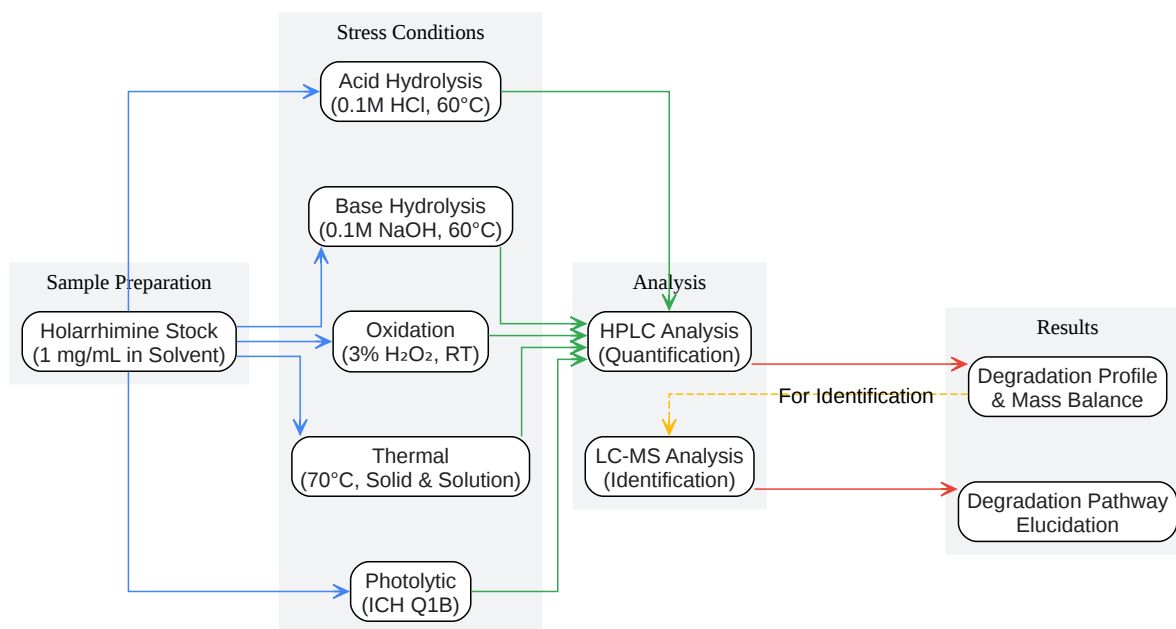 Stress Conditions
Acid Hydrolysis
(0.1M HCl, 60°C)
Base Hydrolysis
(0.1M NaOH, 60°C)
Sample Preparation
Holarrhimine Stock
(1 mg/mL in Solvent)
Oxidation
(3% H₂O₂, RT)
Thermal
(70°C, Solid & Solution)
Photolytic
(ICH Q1B)
Analysis
HPLC Analysis
(Quantification)
For Identification
LC-MS Analysis
(Identification)
Results
Degradation Profile
& Mass Balance
Degradation Pathway
Elucidation